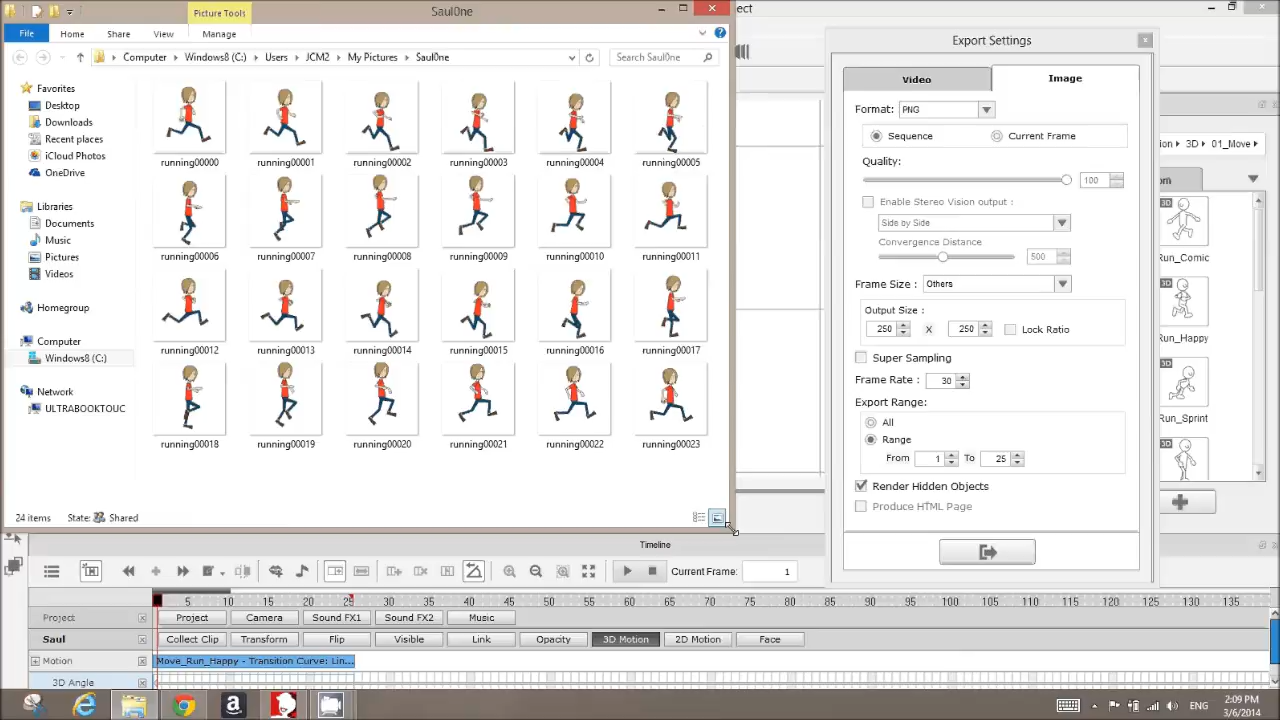 Picture Tools
Saul0ne
File
Home
Share
View
Manage
Computer
Windows8 (C:)
Users
JCM2
My Pictures
Saul0ne
Search Saul0ne
Favorites
Desktop
Downloads
Recent places
iCloud Photos
OneDrive
Libraries
Documents
Music
Pictures
Videos
Homegroup
Computer
Windows8 (C:)
Network
ULTRABOOKTOUC
running00000
running00001
running00002
running00003
running00004
running00005
running00006
running00007
running00008
running00009
running00010
running00011
running00012
running00013
running00014
running00015
running00016
running00017
running00018
running00019
running00020
running00021
running00022
running00023
24 items
State:
Shared
Export Settings
Video
Image
Format:
PNG
Sequence
Current Frame
Quality:
100
Enable Stereo Vision output :
Side by Side
Convergence Distance
500
Frame Size :
Others
Output Size :
250
X
250
Lock Ratio
Super Sampling
Frame Rate :
30
Export Range:
All
Range
From
1
To
25
Render Hidden Objects
Produce HTML Page
3D
01_Move
3D
Run_Comic
3D
Run_Happy
3D
Run_Sprint
3D
Timeline
Current Frame:
1
5
10
15
20
25
30
35
40
45
50
55
60
65
70
75
80
85
90
95
100
105
110
115
120
125
130
135
Project
Project
Camera
Sound FX1
Sound FX2
Music
Saul
Collect Clip
Transform
Flip
Visible
Link
Opacity
3D Motion
2D Motion
Face
Motion
Move_Run_Happy - Transition Curve: Lin...
3D Angle
ENG
2:09 PM
3/6/2014